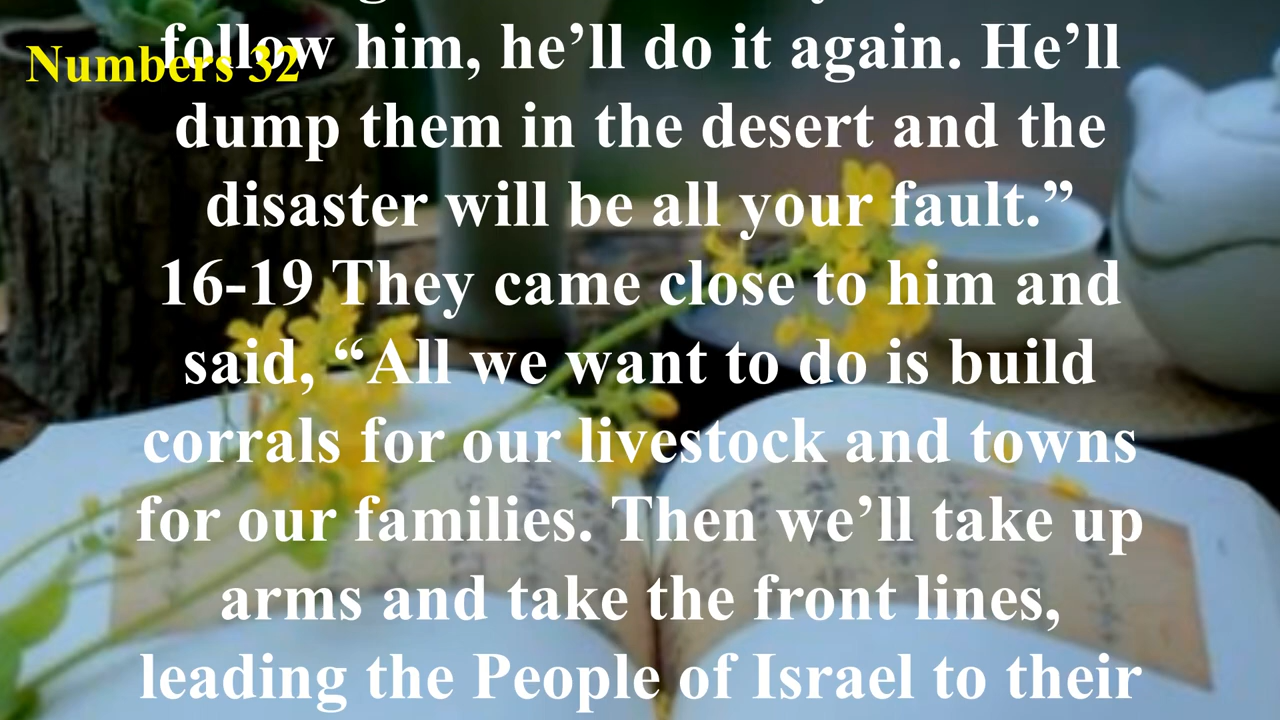 Numbers 32
follow him, he’ll do it again. He’ll
dump them in the desert and the
disaster will be all your fault.”
16-19 They came close to him and
said, “All we want to do is build
corrals for our livestock and towns
for our families. Then we’ll take up
arms and take the front lines,
leading the People of Israel to their